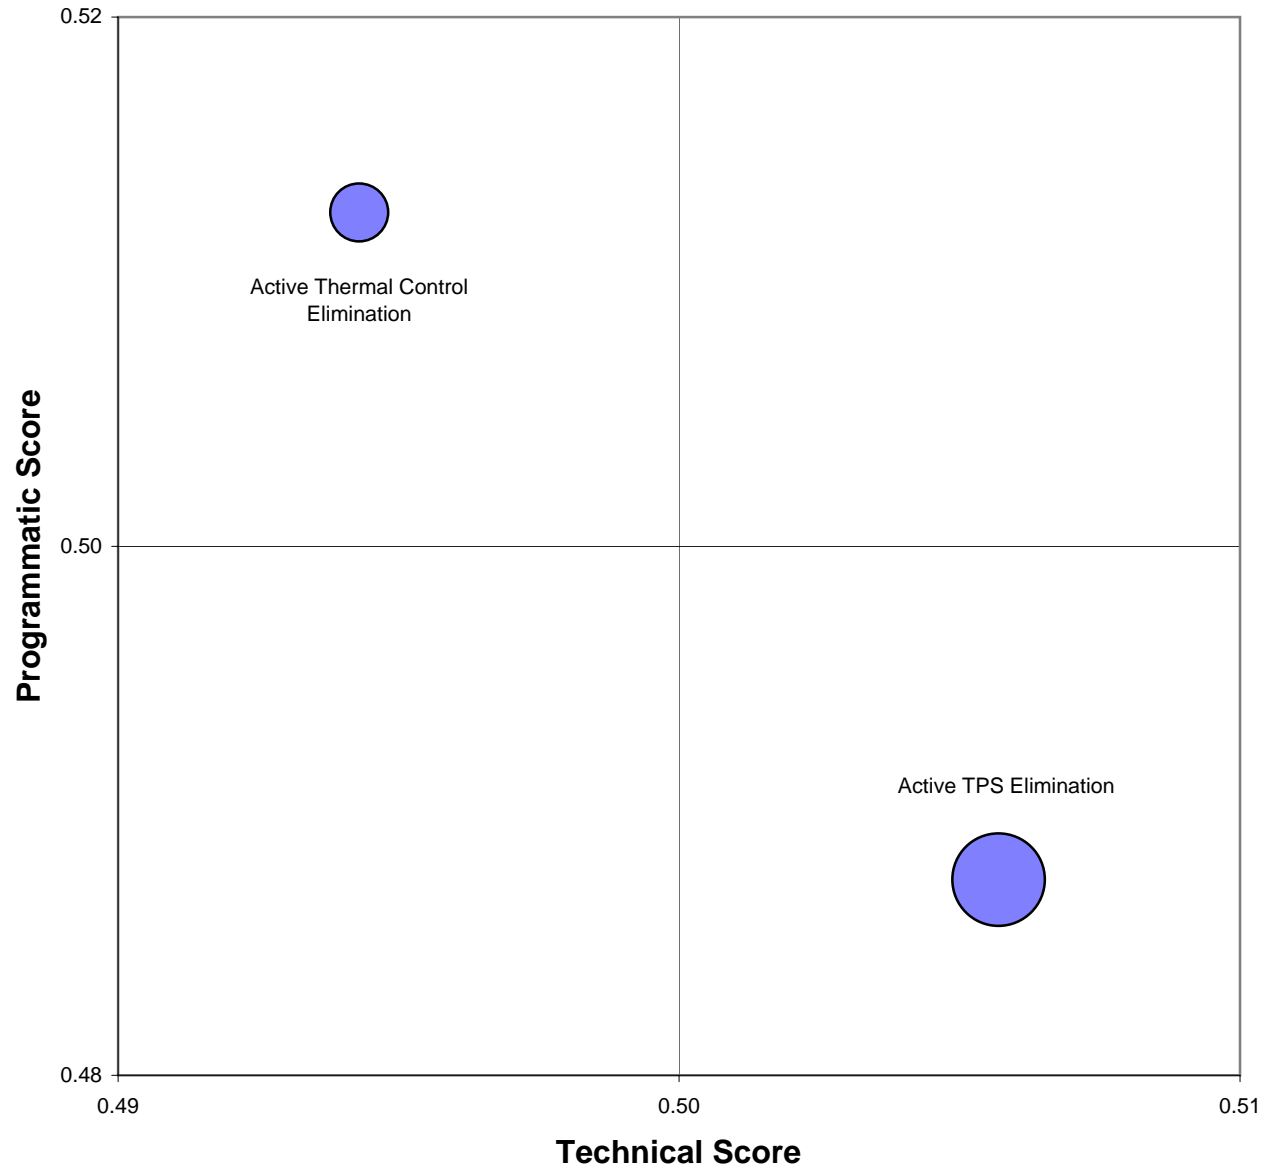 0.52
Active Thermal Control
Elimination
Programmatic Score
0.50
Active TPS Elimination
0.48
0.49
0.50
0.51
Technical Score